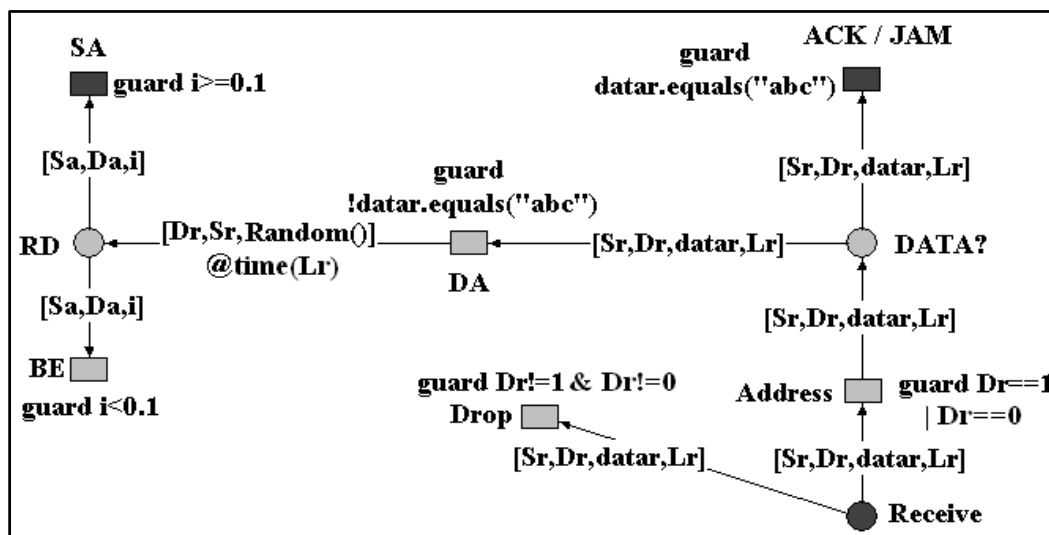 SA
ACK / JAM
guard i>=0.1
guard
datar.equals("abc")
[Sa,Da,i]
guard
!datar.equals("abc")
[Sr,Dr,datar,Lr]
RD
[Dr,Sr,Random()]
@time(Lr)
DA
[Sr,Dr,datar,Lr]
DATA?
[Sa,Da,i]
[Sr,Dr,datar,Lr]
BE
guard i<0.1
guard Dr!=1 & Dr!=0
Drop
Address
guard Dr==1
| Dr==0
[Sr,Dr,datar,Lr]
[Sr,Dr,datar,Lr]
Receive